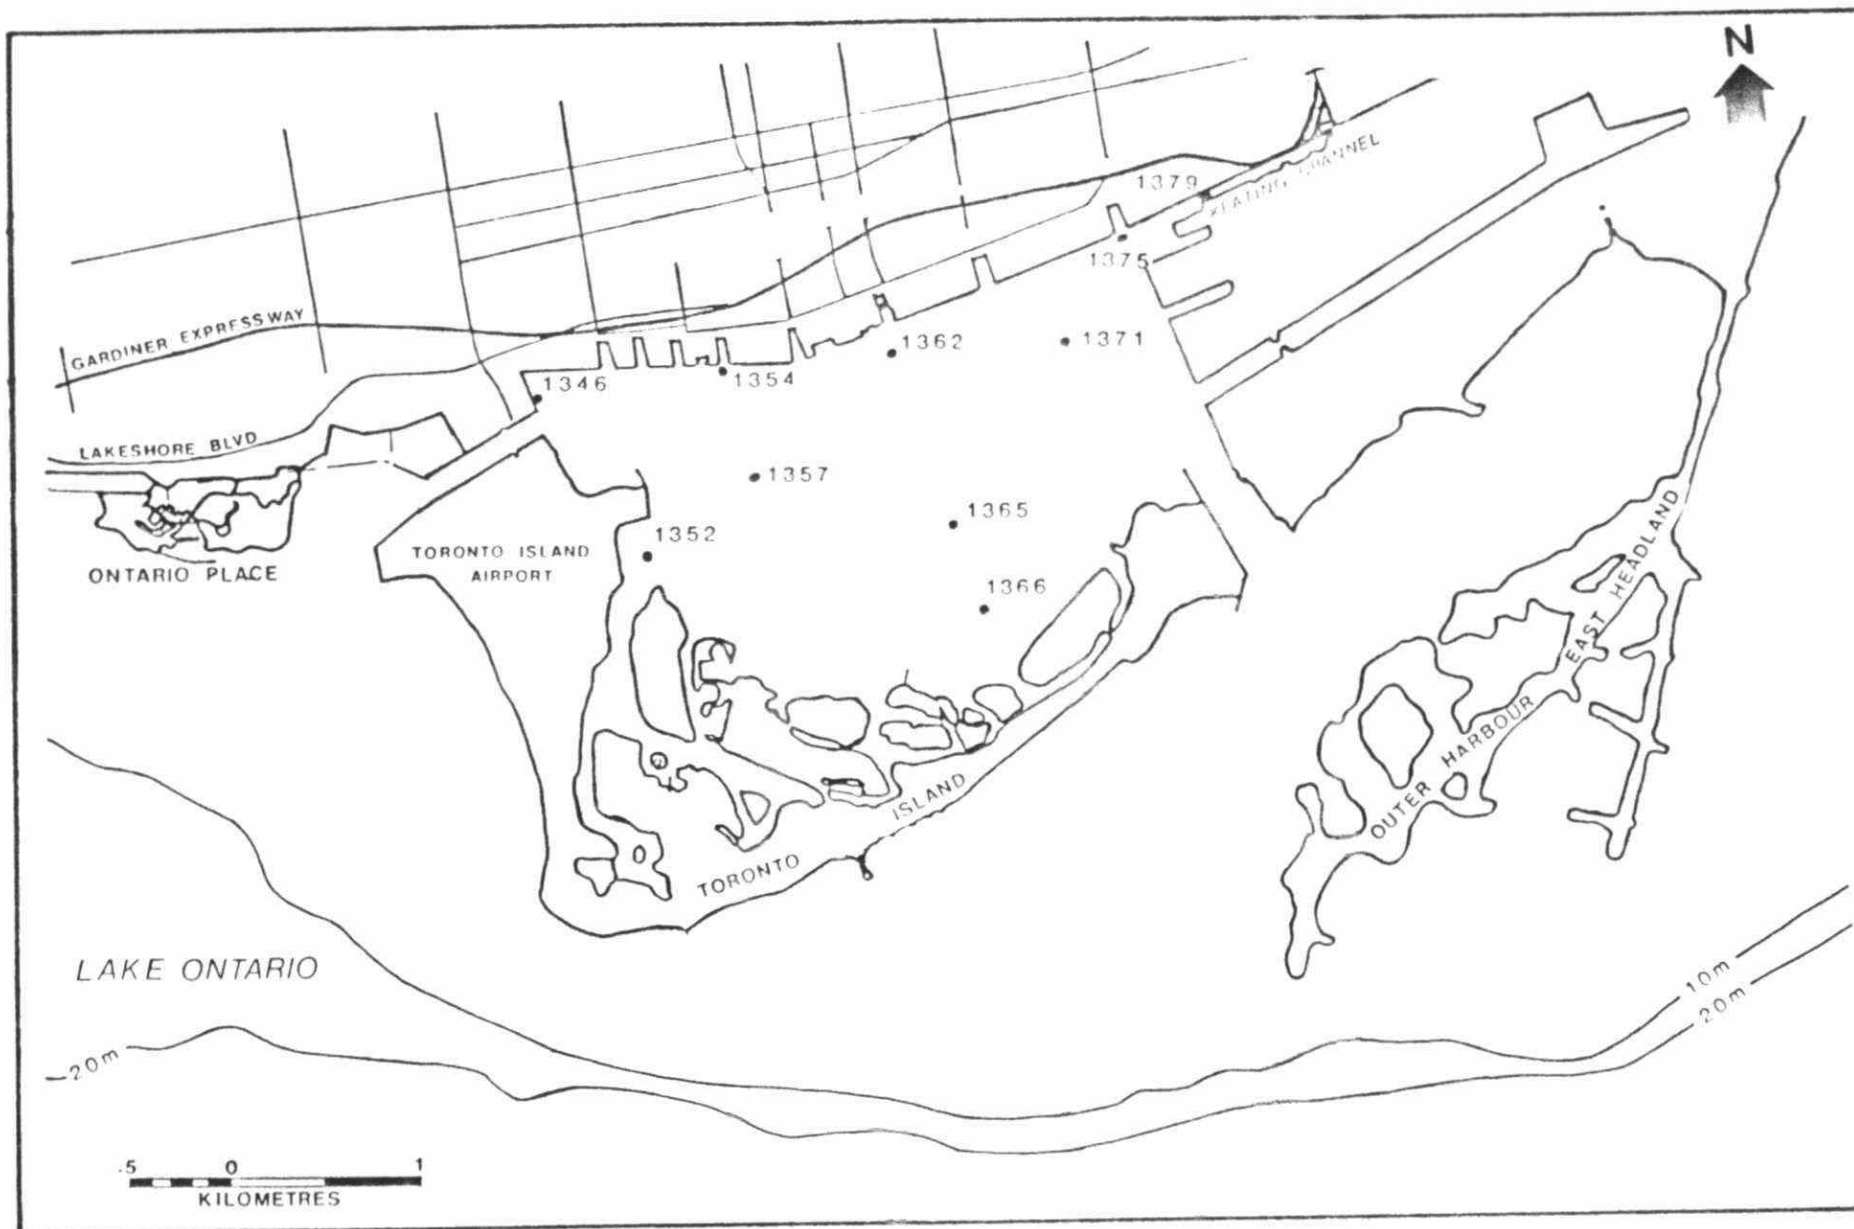 N
1379
KEATING CHANNEL
1375
GARDINER EXPRESSWAY
1362
1371
1346
1354
LAKESHORE BLVD
1357
1365
1352
TORONTO ISLAND
AIRPORT
ONTARIO PLACE
1366
OUTER HARBOUR EAST HEADLAND
TORONTO ISLAND
LAKE ONTARIO
10m
20m
20m
.5 0 1
KILOMETRES